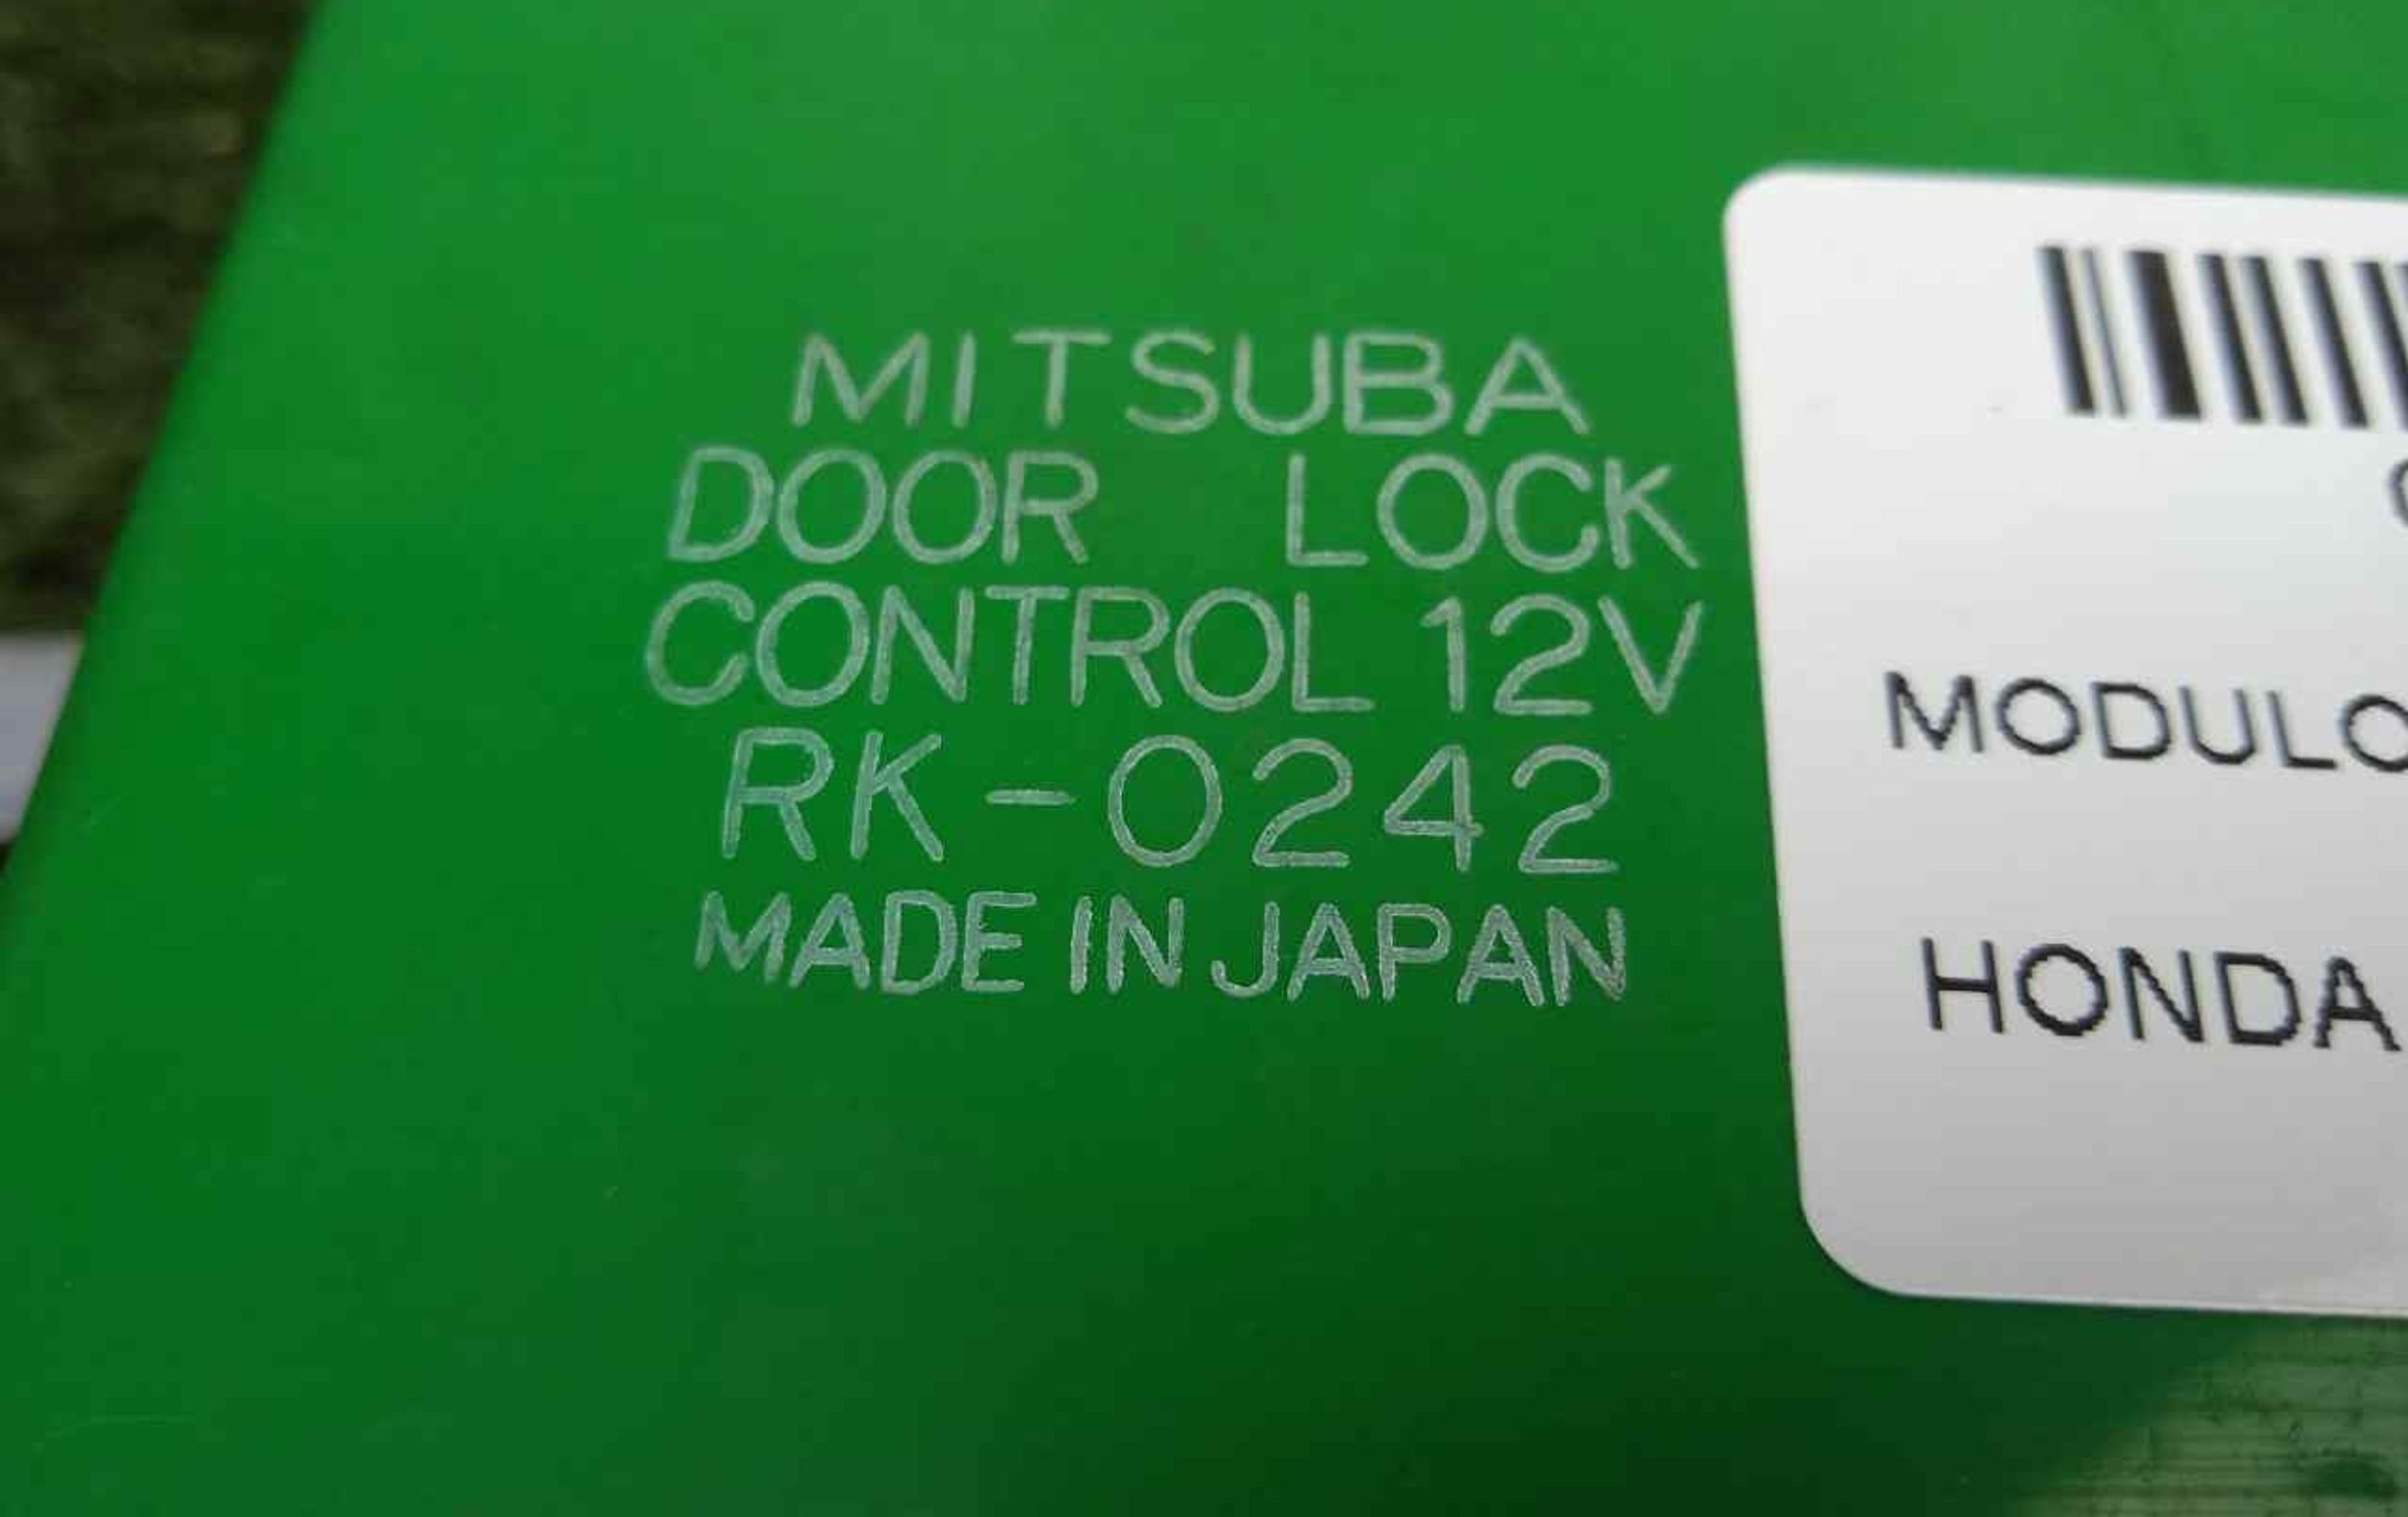 MITSUBA
DOOR LOCK
CONTROL 12V
RK-0242
MADE IN JAPAN
MODULO
HONDA